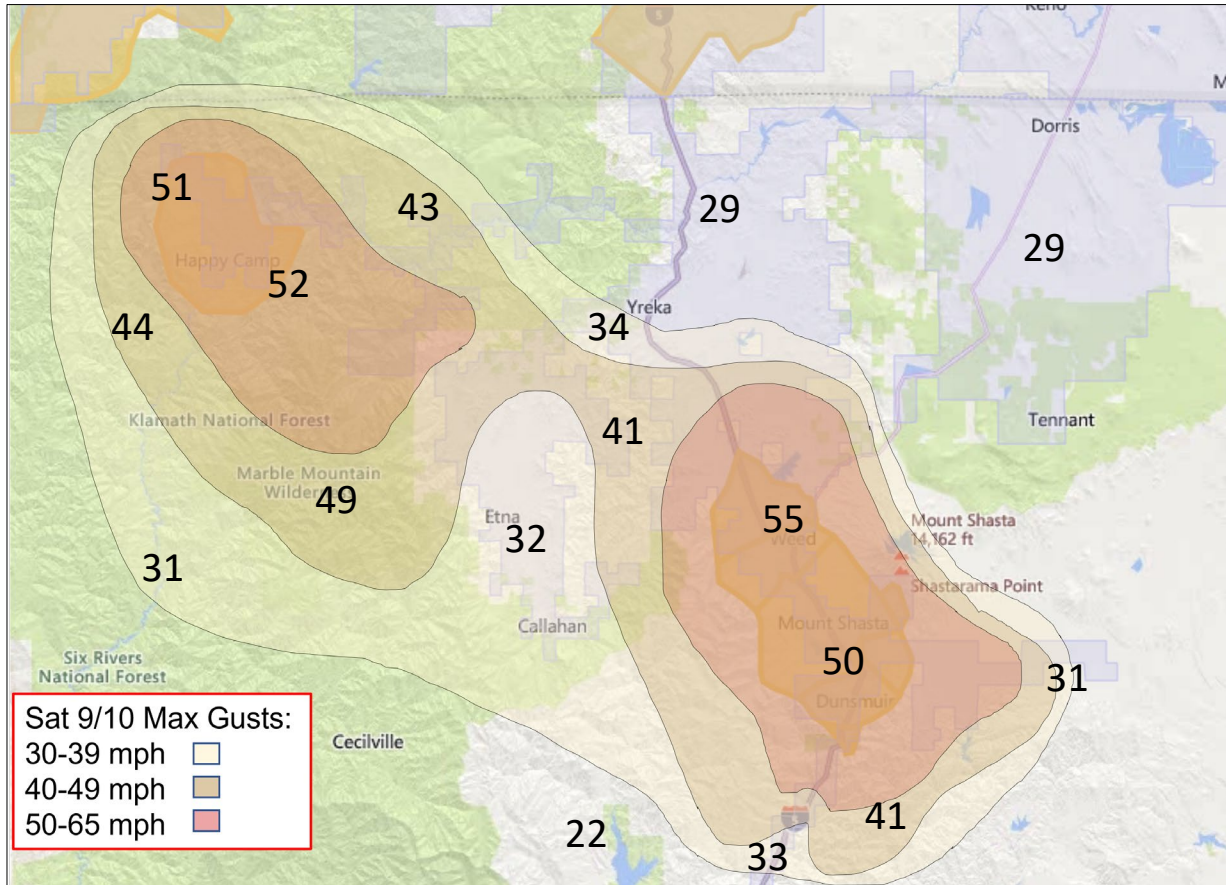 5
Keno
M
Dorris
51
43
29
29
Happy Camp
52
44
34
Yreka
Klamath National Forest
41
Tennant
Marble Mountain
49
Etna
32
55
Weed
Mount Shasta
14,162 ft
31
Shastarama Point
Callahan
Mount Shasta
Six Rivers
National Forest
50
31
Dunsmuir
Sat 9/10 Max Gusts:
30-39 mph
40-49 mph
50-65 mph
Cecilville
22
33
5
41